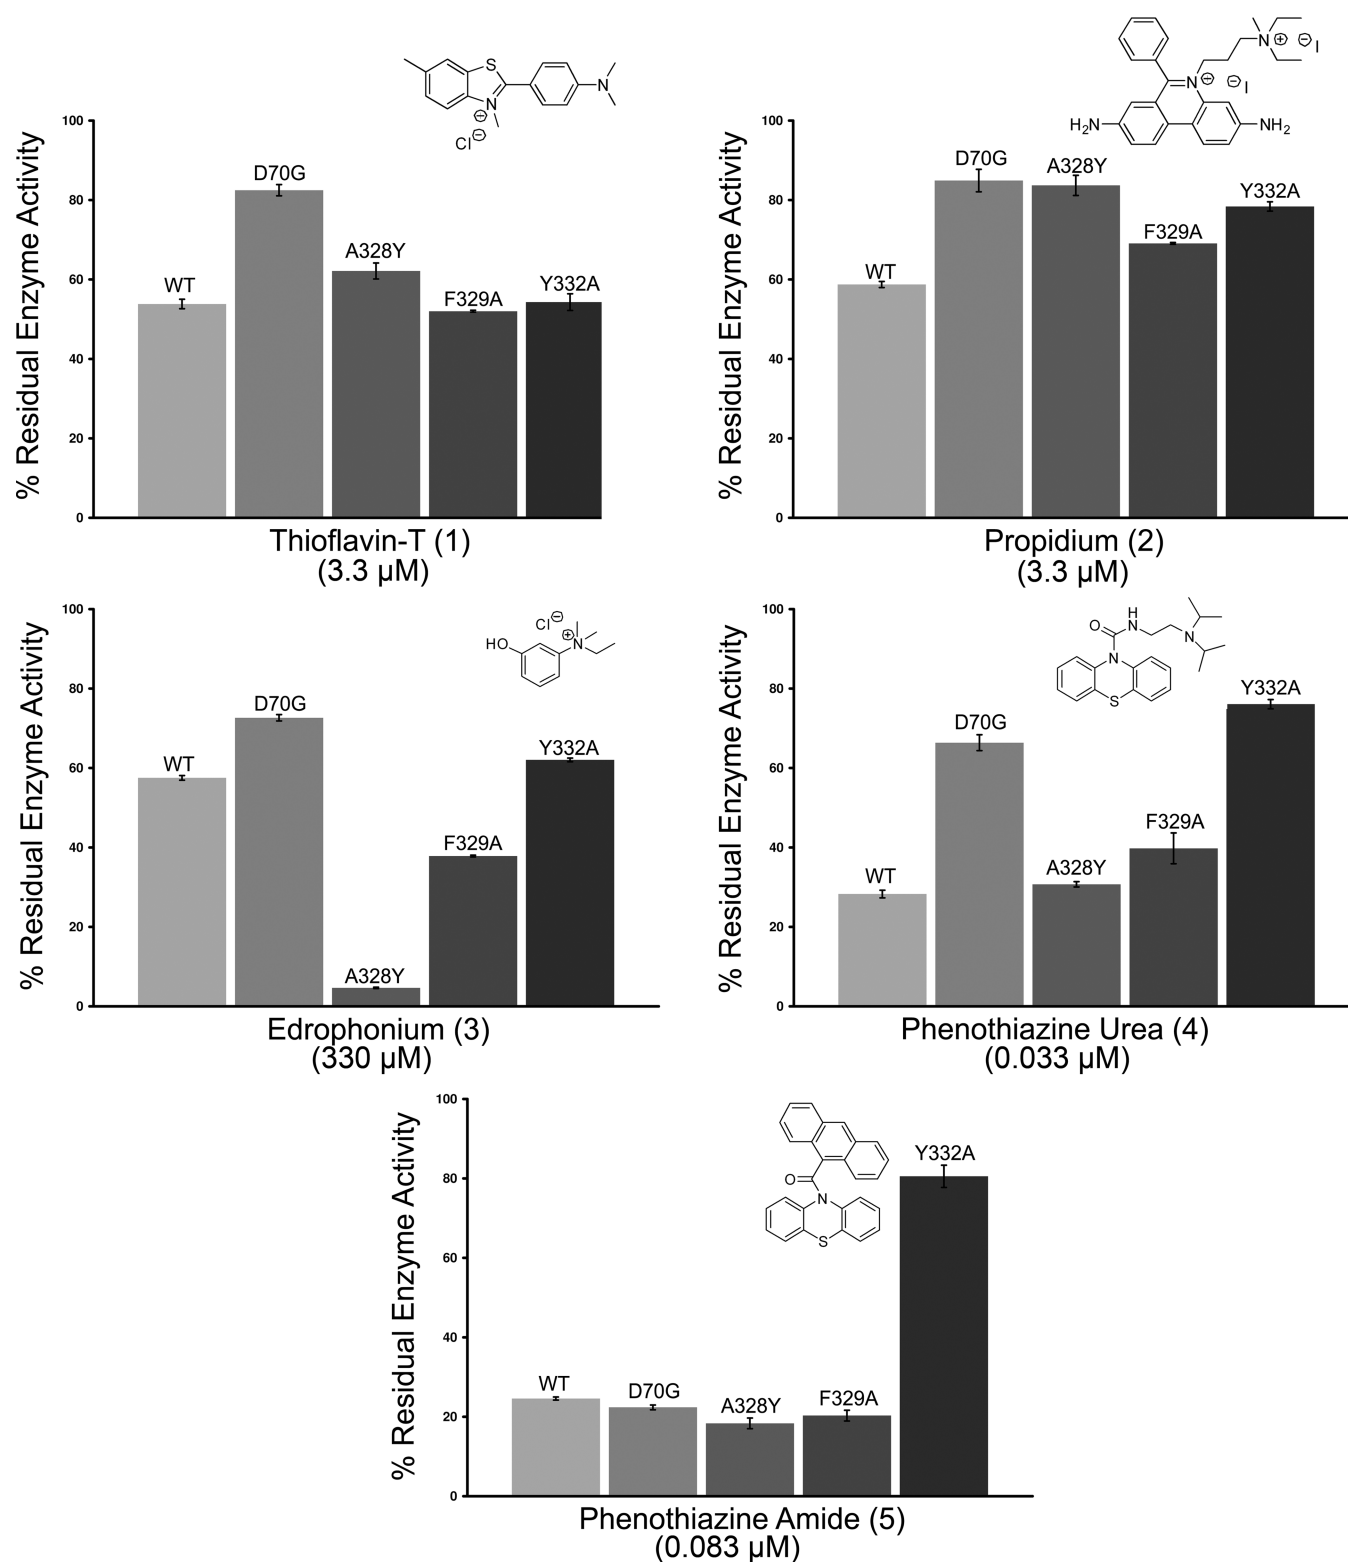 % Residual Enzyme Activity
100
80
60
40
20
0
WT
D70G
A328Y
F329A
Y332A
S
N
⊕
Cl⊖
N
Thioflavin-T (1)
(3.3 µM)
% Residual Enzyme Activity
100
80
60
40
20
0
WT
D70G
A328Y
F329A
Y332A
N⊕ ⊖I
N⊕ ⊖I
H2N
NH2
Propidium (2)
(3.3 µM)
% Residual Enzyme Activity
100
80
60
40
20
0
WT
D70G
A328Y
F329A
Y332A
Cl⊖
⊕
HO
N
Edrophonium (3)
(330 µM)
% Residual Enzyme Activity
100
80
60
40
20
0
WT
D70G
A328Y
F329A
Y332A
H
O
N
N
N
S
Phenothiazine Urea (4)
(0.033 µM)
% Residual Enzyme Activity
100
80
60
40
20
0
WT
D70G
A328Y
F329A
Y332A
O
N
S
Phenothiazine Amide (5)
(0.083 µM)